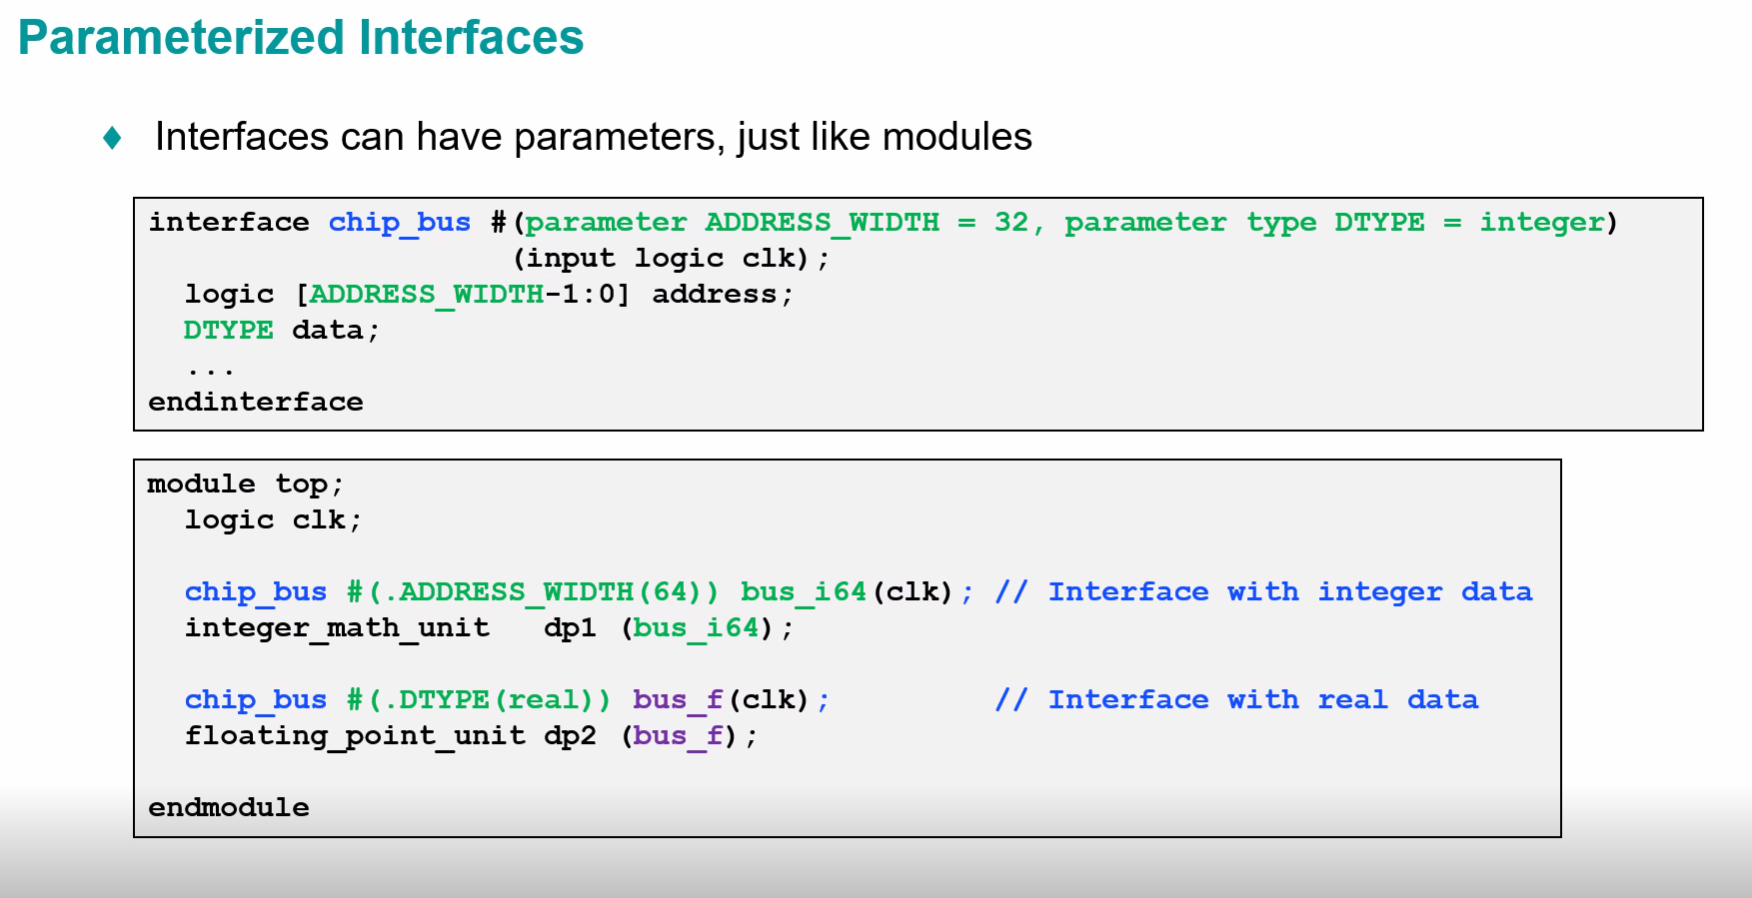 Parameterized Interfaces
♦ Interfaces can have parameters, just like modules
interface chip_bus #(parameter ADDRESS_WIDTH = 32, parameter type DTYPE = integer)
(input logic clk);
logic [ADDRESS_WIDTH-1:0] address;
DTYPE data;
...
endinterface
module top;
logic clk;
chip_bus #(.ADDRESS_WIDTH(64)) bus_i64(clk); // Interface with integer data
integer_math_unit dp1 (bus_i64);
chip_bus #(.DTYPE(real)) bus_f(clk); // Interface with real data
floating_point_unit dp2 (bus_f);
endmodule